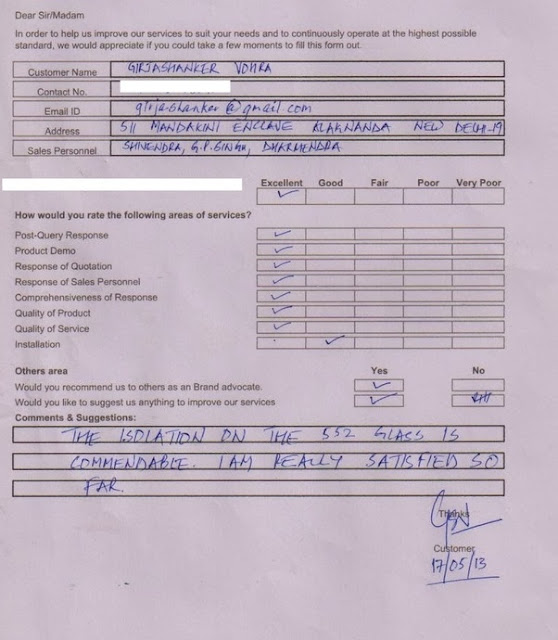 Dear Sir/Madam
In order to help us improve our services to suit your needs and to continuously operate at the highest possible
standard, we would appreciate if you could take a few moments to fill this form out.
Customer Name GIRJASHANKER VOHRA
Contact No.
Email ID girjashanker@gmail.com
Address 511 MANDAKINI ENCLAVE ALAKNANDA NEW DELHI-19
Sales Personnel SHIVENDRA, G.P.SINGH, DHARMENDRA
Excellent Good Fair Poor Very Poor
How would you rate the following areas of services?
Post-Query Response
Product Demo
Response of Quotation
Response of Sales Personnel
Comprehensiveness of Response
Quality of Product
Quality of Service
Installation
Others area Yes No
Would you recommend us to others as an Brand advocate.
Would you like to suggest us anything to improve our services
Comments & Suggestions:
THE ISOLATION ON THE SS2 GLASS IS
COMMENDABLE. I AM REALLY SATISFIED SO
FAR.
Thanks
Customer
17/05/13